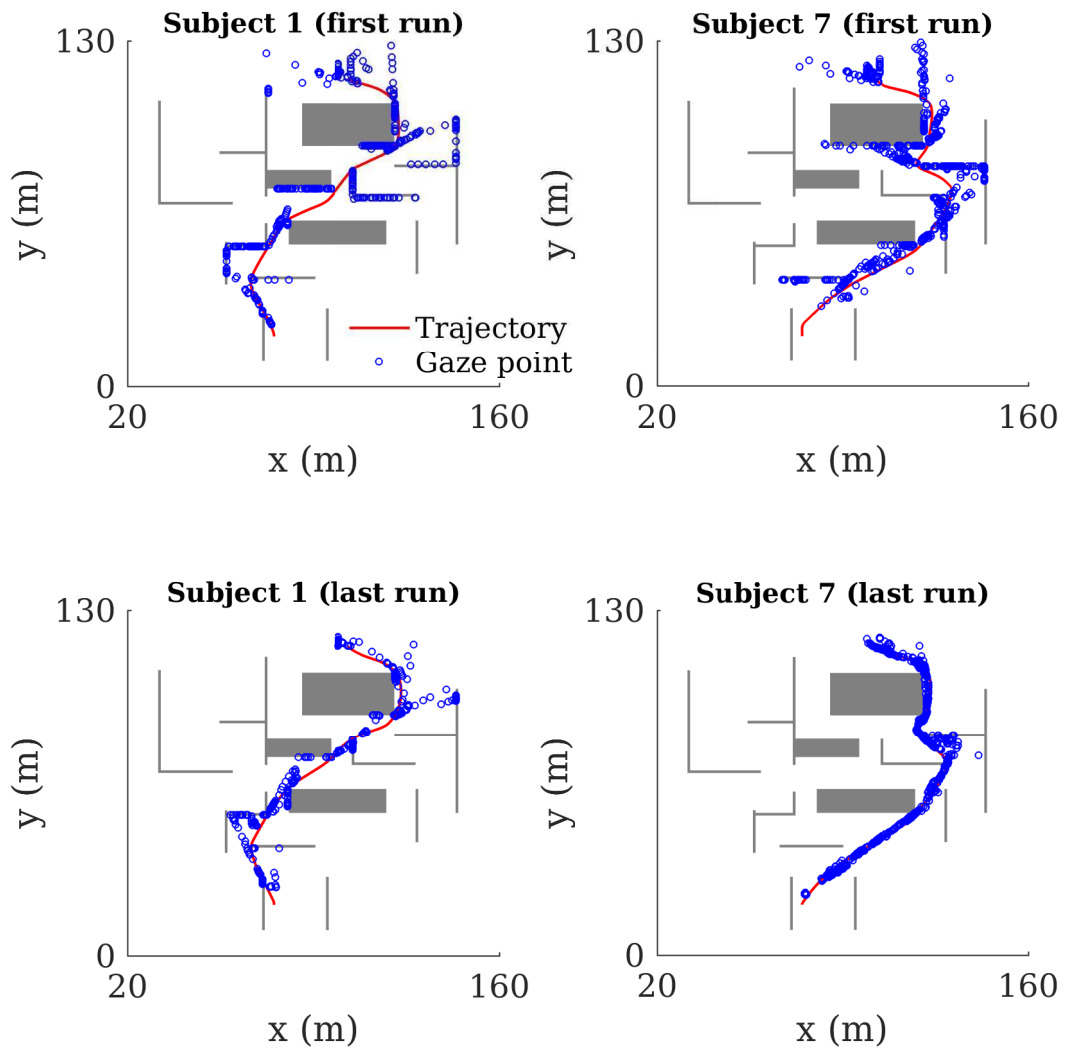 Subject 1 (first run)
130
y (m)
0
20
160
x (m)
Trajectory
Gaze point
Subject 7 (first run)
130
y (m)
0
20
160
x (m)
Subject 1 (last run)
130
y (m)
0
20
160
x (m)
Subject 7 (last run)
130
y (m)
0
20
160
x (m)